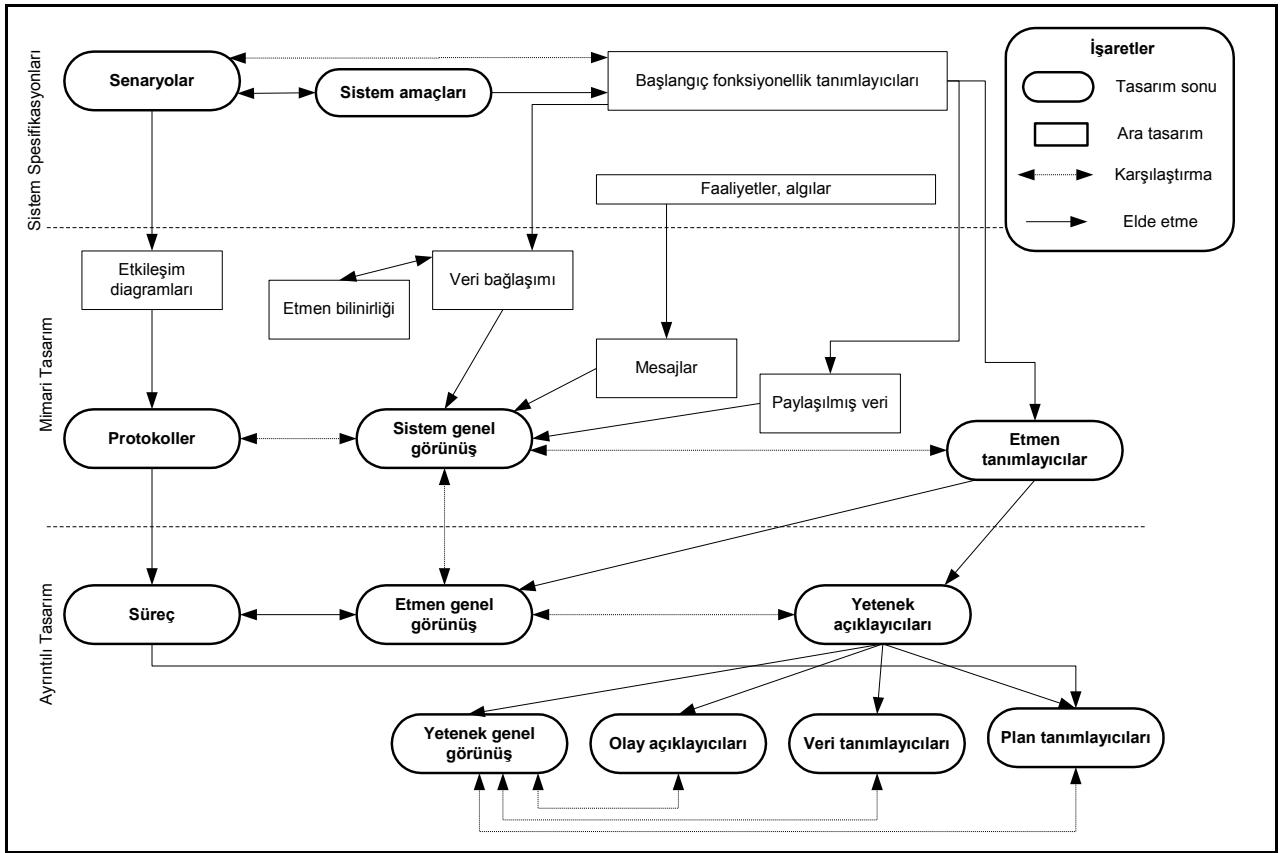 Sistem Spesifikasyonları
Senaryolar
Sistem amaçları
Başlangıç fonksiyonellik tanımlayıcıları
Faaliyetler, algılar
İşaretler
Tasarım sonu
Ara tasarım
Karşılaştırma
Elde etme
Mimari Tasarım
Etkileşim
diagramları
Etmen bilinirliği
Veri bağlaşımı
Mesajlar
Paylaşılmış veri
Protokoller
Sistem genel
görünüş
Etmen
tanımlayıcılar
Ayrıntılı Tasarım
Süreç
Etmen genel
görünüş
Yetenek
açıklayıcıları
Yetenek genel
görünüş
Olay açıklayıcıları
Veri tanımlayıcıları
Plan tanımlayıcıları